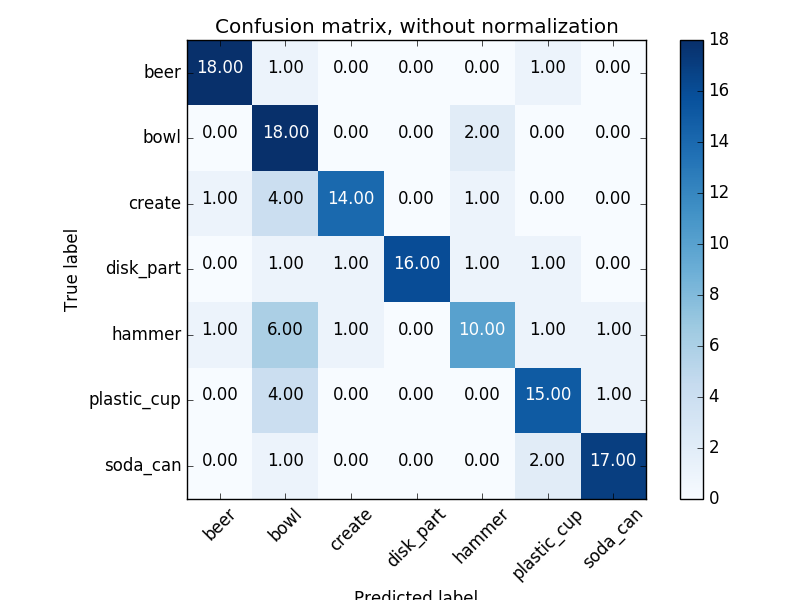 Confusion matrix, without normalization
True label
beer 18.00 1.00 0.00 0.00 0.00 1.00 0.00
bowl 0.00 18.00 0.00 0.00 2.00 0.00 0.00
create 1.00 4.00 14.00 0.00 1.00 0.00 0.00
disk_part 0.00 1.00 1.00 16.00 1.00 1.00 0.00
hammer 1.00 6.00 1.00 0.00 10.00 1.00 1.00
plastic_cup 0.00 4.00 0.00 0.00 0.00 15.00 1.00
soda_can 0.00 1.00 0.00 0.00 0.00 2.00 17.00
beer bowl create disk_part hammer plastic_cup soda_can
Predicted label
18
16
14
12
10
8
6
4
2
0